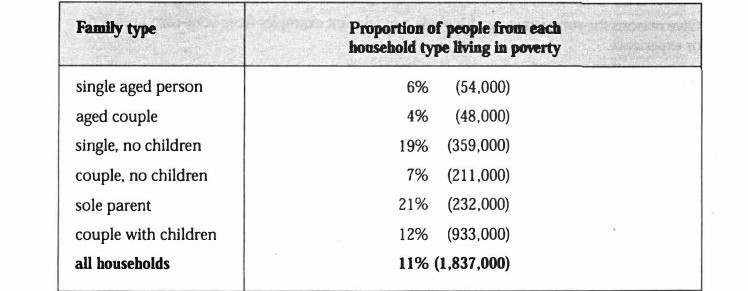 Family type Proportion of people from each
household type living in poverty
single aged person 6% (54,000)
aged couple 4% (48,000)
single, no children 19% (359,000)
couple, no children 7% (211,000)
sole parent 21% (232,000)
couple with children 12% (933,000)
all households 11% (1,837,000)